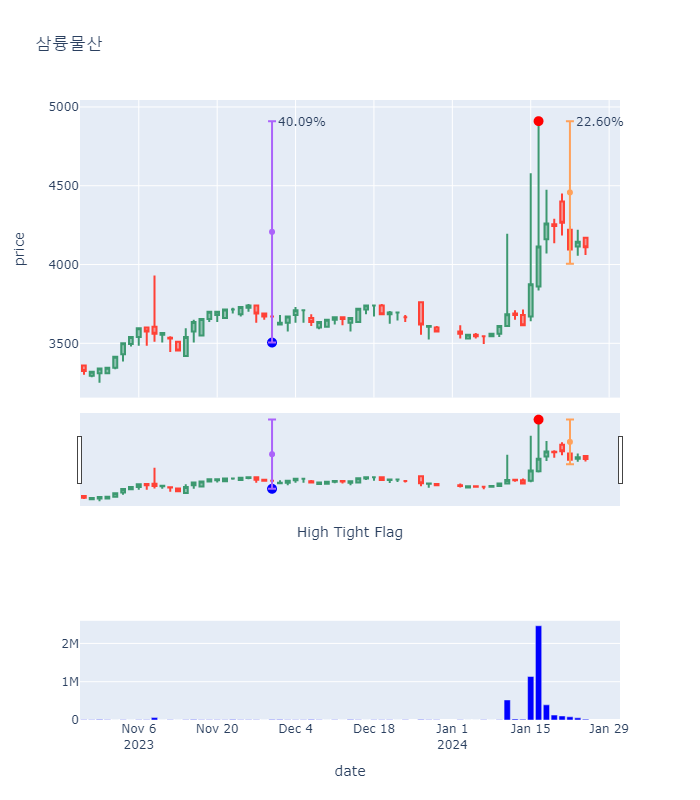 삼륭물산
5000
4500
4000
3500
price
40.09%
22.60%
High Tight Flag
2M
1M
0
Nov 6
2023
Nov 20
Dec 4
Dec 18
Jan 1
2024
Jan 15
Jan 29
date